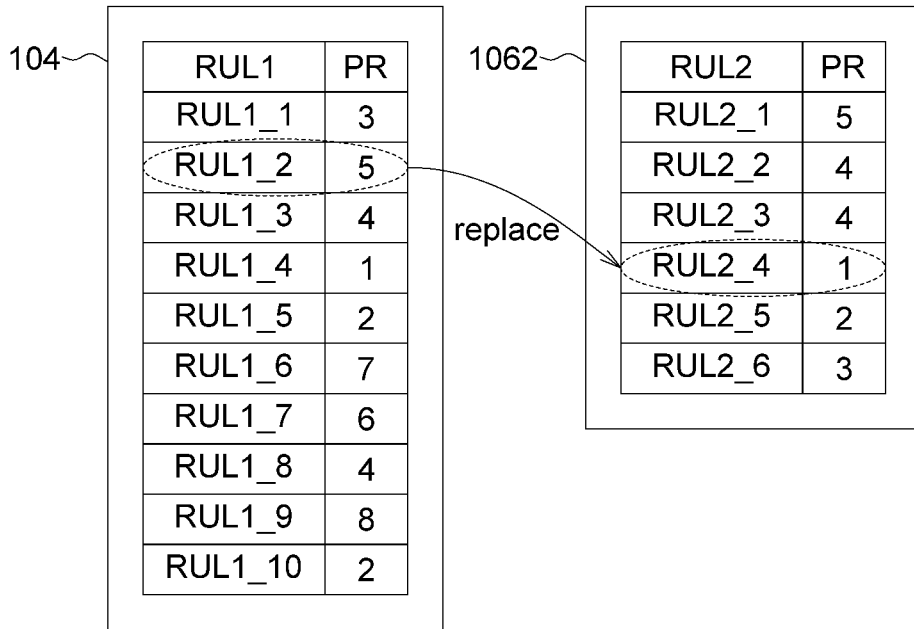 104
RUL1 PR
RUL1_1 3
RUL1_2 5
RUL1_3 4
RUL1_4 1
RUL1_5 2
RUL1_6 7
RUL1_7 6
RUL1_8 4
RUL1_9 8
RUL1_10 2
replace
1062
RUL2 PR
RUL2_1 5
RUL2_2 4
RUL2_3 4
RUL2_4 1
RUL2_5 2
RUL2_6 3